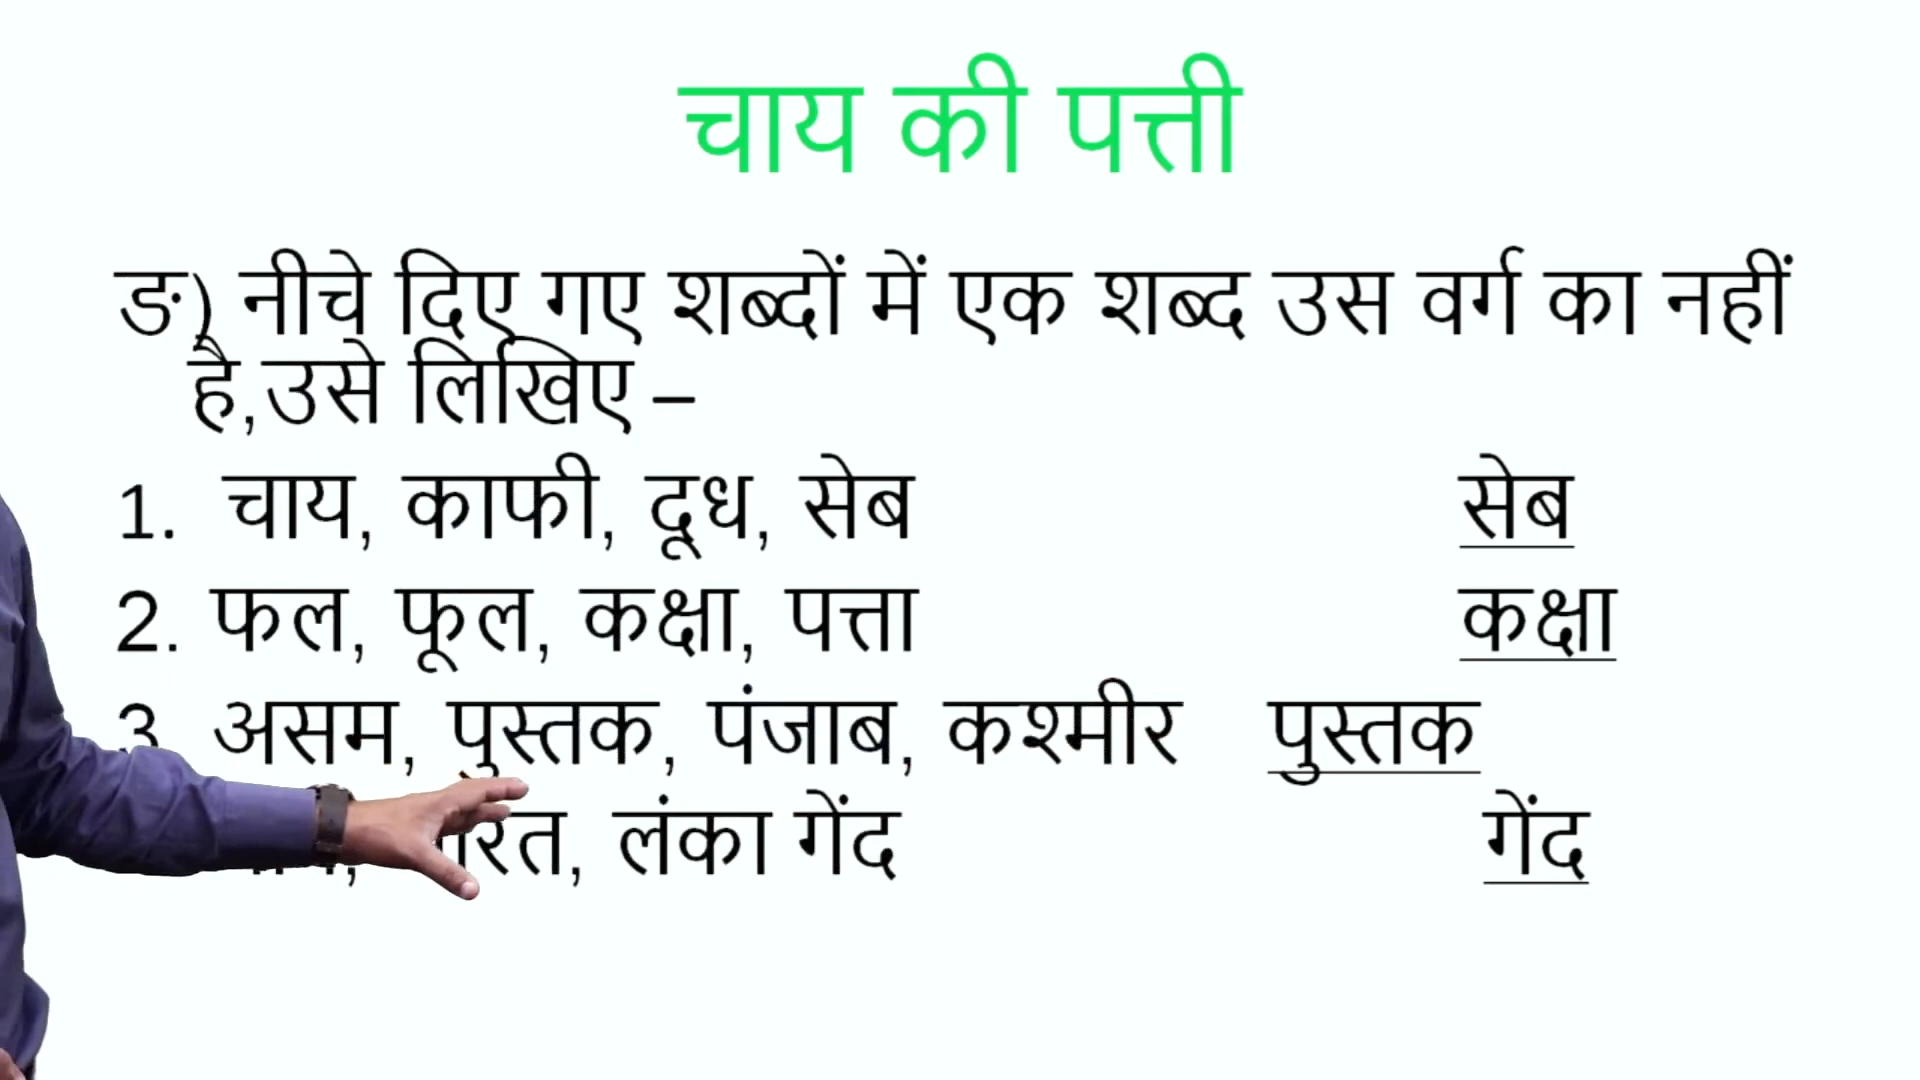 चाय की पत्ती
ङ) नीचे दिए गए शब्दों में एक शब्द उस वर्ग का नहीं
है,उसे लिखिए –
1. चाय, काफी, दूध, सेब सेब
2. फल, फूल, कक्षा, पत्ता कक्षा
3. असम, पुस्तक, पंजाब, कश्मीर पुस्तक
लंका गेंद गेंद